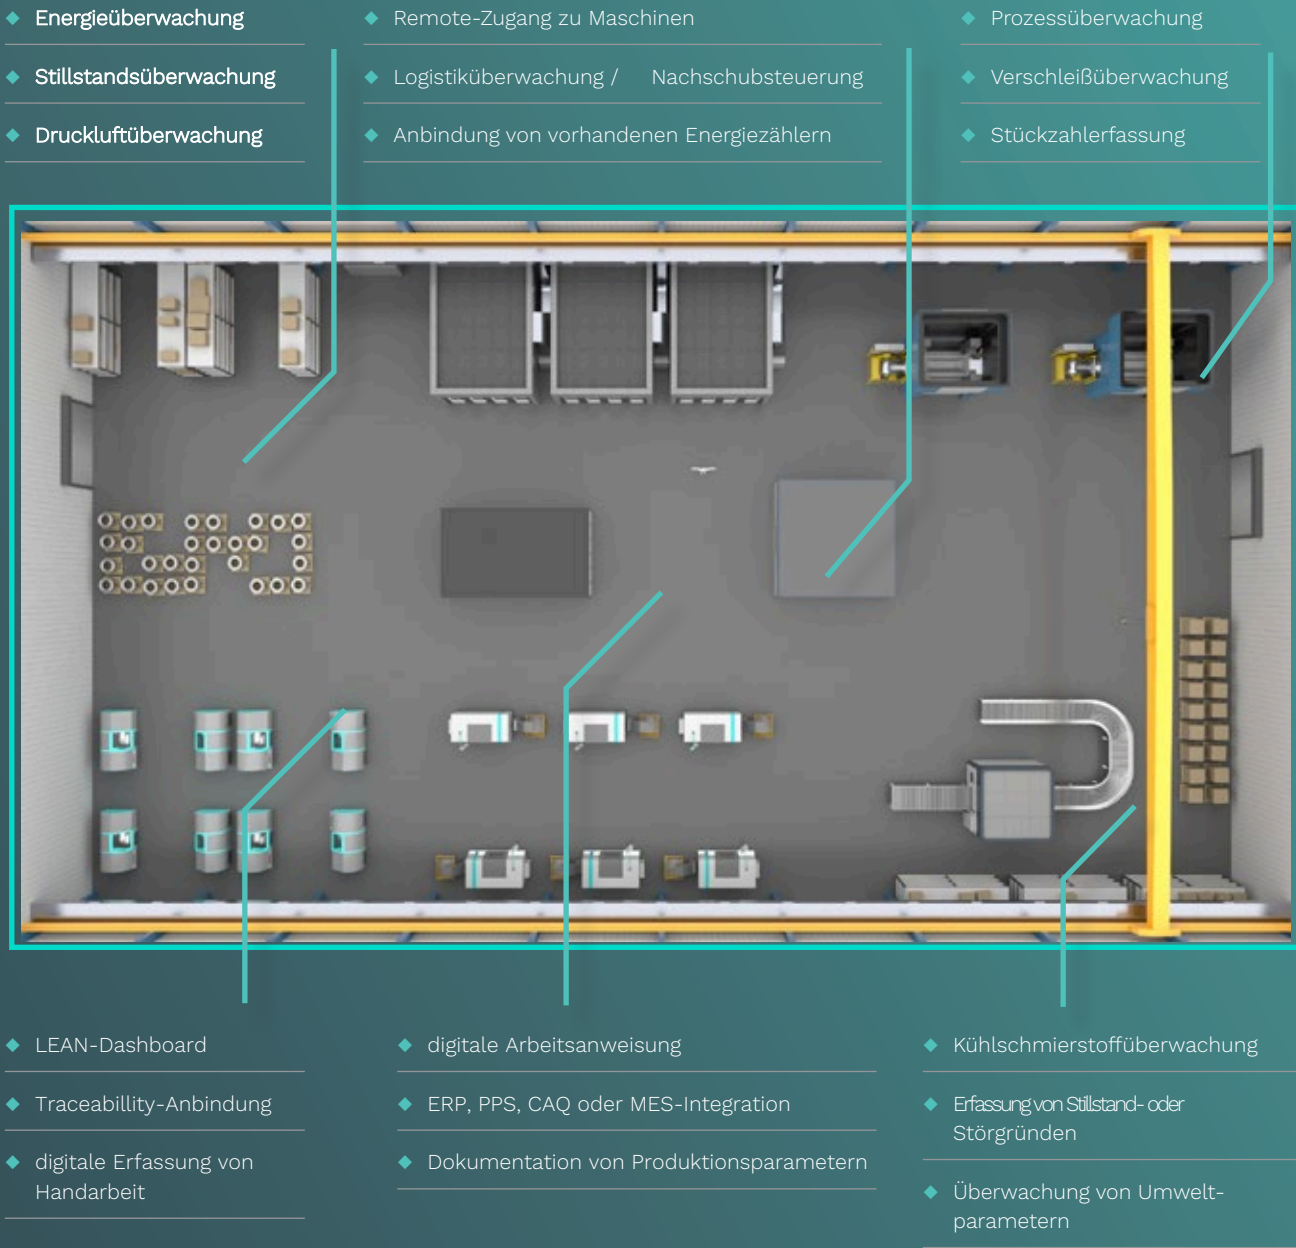 Energieüberwachung
Stillstandsüberwachung
Druckluftüberwachung
Remote-Zugang zu Maschinen
Logistiküberwachung / Nachschubsteuerung
Anbindung von vorhandenen Energiezählern
Prozessüberwachung
Verschleißüberwachung
Stückzahlerfassung
LEAN-Dashboard
Traceabillity-Anbindung
digitale Erfassung von
Handarbeit
digitale Arbeitsanweisung
ERP, PPS, CAQ oder MES-Integration
Dokumentation von Produktionsparametern
Kühlschmierstoffüberwachung
Erfassung von Stillstand- oder
Störgründen
Überwachung von Umwelt-
parametern